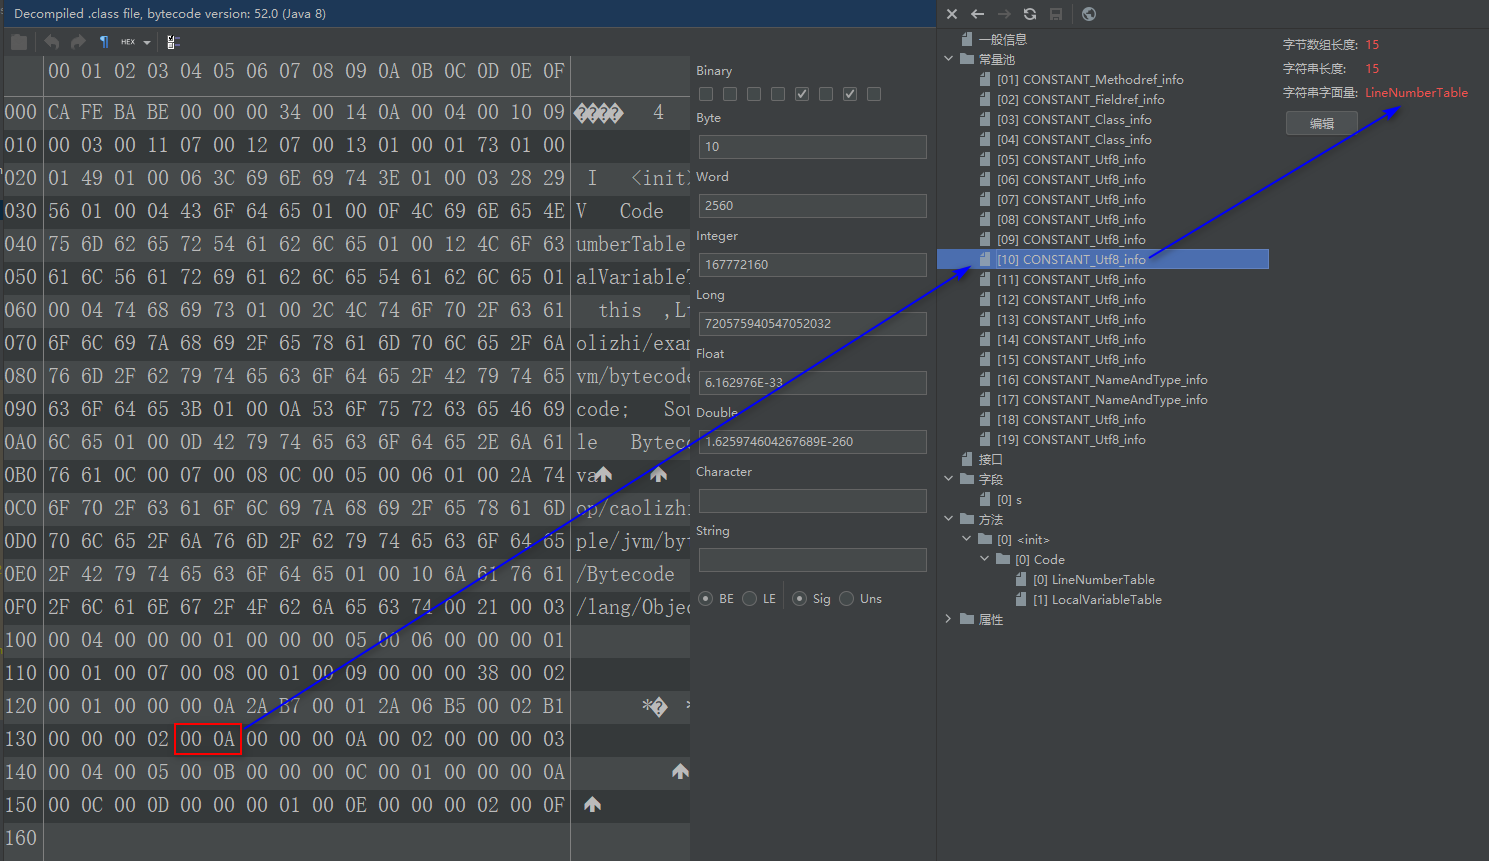 Decompiled .class file, bytecode version: 52.0 (Java 8)
HEX
00 01 02 03 04 05 06 07 08 09 0A 0B 0C 0D 0E 0F
000 CA FE BA BE 00 00 00 34 00 14 0A 00 04 00 10 09 ���� 4
010 00 03 00 11 07 00 12 07 00 13 01 00 01 73 01 00
020 01 49 01 00 06 3C 69 6E 69 74 3E 01 00 03 28 29 I <init>
030 56 01 00 04 43 6F 64 65 01 00 0F 4C 69 6E 65 4E V Code
040 75 6D 62 65 72 54 61 62 6C 65 01 00 12 4C 6F 63 umberTable
050 61 6C 56 61 72 69 61 62 6C 65 54 61 62 6C 65 01 alVariable
060 00 04 74 68 69 73 01 00 2C 4C 74 6F 70 2F 63 61 this ,Lt
070 6F 6C 69 7A 68 69 2F 65 78 61 6D 70 6C 65 2F 6A olizhi/exam
080 76 6D 2F 62 79 74 65 63 6F 64 65 2F 42 79 74 65 vm/bytecode
090 63 6F 64 65 3B 01 00 0A 53 6F 75 72 63 65 46 69 code; Sou
0A0 6C 65 01 00 0D 42 79 74 65 63 6F 64 65 2E 6A 61 le Byteco
0B0 76 61 0C 00 07 00 08 0C 00 05 00 06 01 00 2A 74 va
0C0 6F 70 2F 63 61 6F 6C 69 7A 68 69 2F 65 78 61 6D op/caolizhi
0D0 70 6C 65 2F 6A 76 6D 2F 62 79 74 65 63 6F 64 65 ple/jvm/byt
0E0 2F 42 79 74 65 63 6F 64 65 01 00 10 6A 61 76 61 /Bytecode
0F0 2F 6C 61 6E 67 2F 4F 62 6A 65 63 74 00 21 00 03 /lang/Objec
100 00 04 00 00 00 01 00 00 00 05 00 06 00 00 00 01
110 00 01 00 07 00 08 00 01 00 09 00 00 00 38 00 02
120 00 01 00 00 00 0A 2A B7 00 01 2A 06 B5 00 02 B1 *� *
130 00 00 00 02 00 0A 00 00 00 0A 00 02 00 00 00 03
140 00 04 00 05 00 0B 00 00 00 0C 00 01 00 00 00 0A
150 00 0C 00 0D 00 00 00 01 00 0E 00 00 00 02 00 0F
160
Binary
Byte
10
Word
2560
Integer
167772160
Long
720575940547052032
Float
6.162976E-33
Double
1.625974604267689E-260
Character
String
BE LE Sig Uns
一般信息
常量池
[01] CONSTANT_Methodref_info
[02] CONSTANT_Fieldref_info
[03] CONSTANT_Class_info
[04] CONSTANT_Class_info
[05] CONSTANT_Utf8_info
[06] CONSTANT_Utf8_info
[07] CONSTANT_Utf8_info
[08] CONSTANT_Utf8_info
[09] CONSTANT_Utf8_info
[10] CONSTANT_Utf8_info
[11] CONSTANT_Utf8_info
[12] CONSTANT_Utf8_info
[13] CONSTANT_Utf8_info
[14] CONSTANT_Utf8_info
[15] CONSTANT_Utf8_info
[16] CONSTANT_NameAndType_info
[17] CONSTANT_NameAndType_info
[18] CONSTANT_Utf8_info
[19] CONSTANT_Utf8_info
接口
字段
[0] s
方法
[0] <init>
[0] Code
[0] LineNumberTable
[1] LocalVariableTable
属性
字节数组长度: 15
字符串长度: 15
字符串字面量: LineNumberTable
编辑